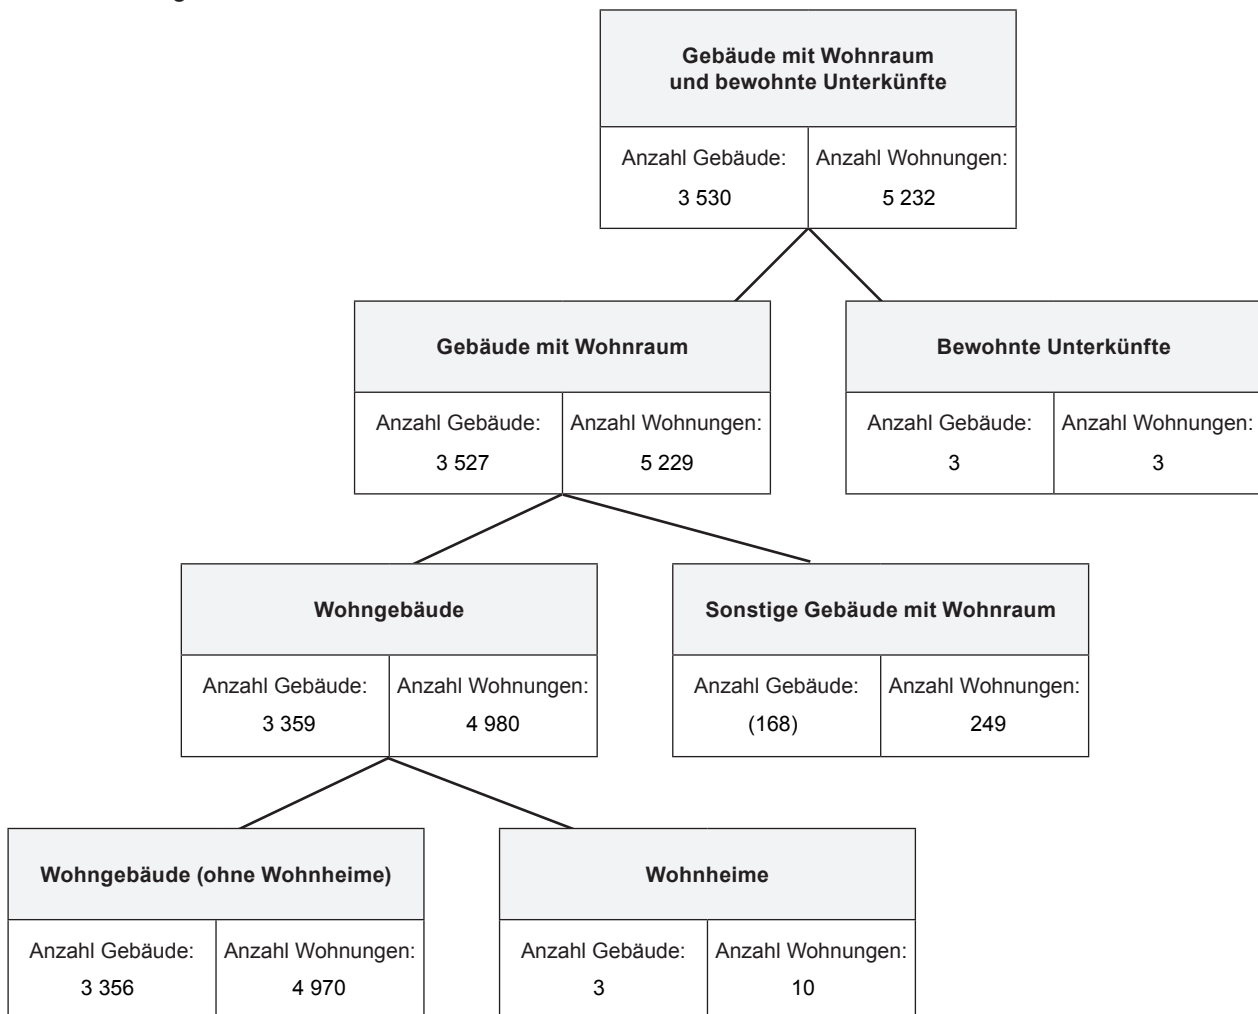 Gebäude mit Wohnraum
und bewohnte Unterkünfte
Anzahl Gebäude: Anzahl Wohnungen:
3 530 5 232
Gebäude mit Wohnraum Bewohnte Unterkünfte
Anzahl Gebäude: Anzahl Wohnungen: Anzahl Gebäude: Anzahl Wohnungen:
3 527 5 229 3 3
Wohngebäude Sonstige Gebäude mit Wohnraum
Anzahl Gebäude: Anzahl Wohnungen: Anzahl Gebäude: Anzahl Wohnungen:
3 359 4 980 (168) 249
Wohngebäude (ohne Wohnheime) Wohnheime
Anzahl Gebäude: Anzahl Wohnungen: Anzahl Gebäude: Anzahl Wohnungen:
3 356 4 970 3 10